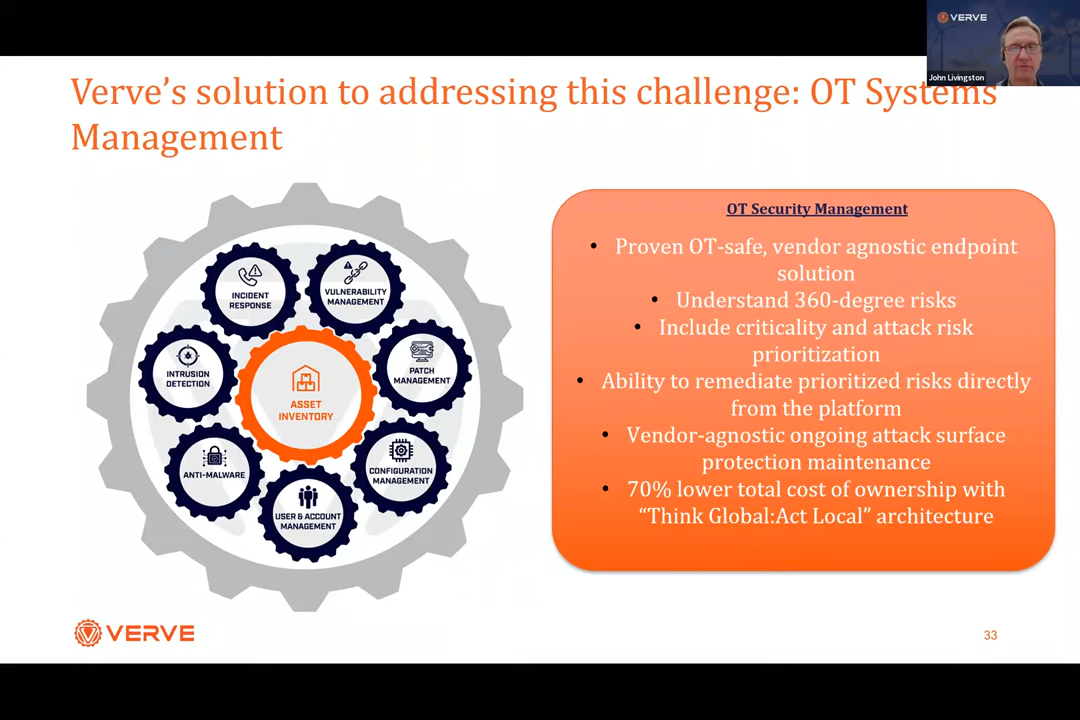 VERVE
John Livingston
Verve's solution to addressing this challenge: OT Systems
Management
INCIDENT
RESPONSE
VULNERABILITY
MANAGEMENT
INTRUSION
DETECTION
PATCH
MANAGEMENT
ASSET
INVENTORY
ANTI-MALWARE
CONFIGURATION
MANAGEMENT
USER & ACCOUNT
MANAGEMENT
OT Security Management
• Proven OT-safe, vendor agnostic endpoint
solution
• Understand 360-degree risks
• Include criticality and attack risk
prioritization
• Ability to remediate prioritized risks directly
from the platform
• Vendor-agnostic ongoing attack surface
protection maintenance
• 70% lower total cost of ownership with
“Think Global:Act Local” architecture
VERVE
33